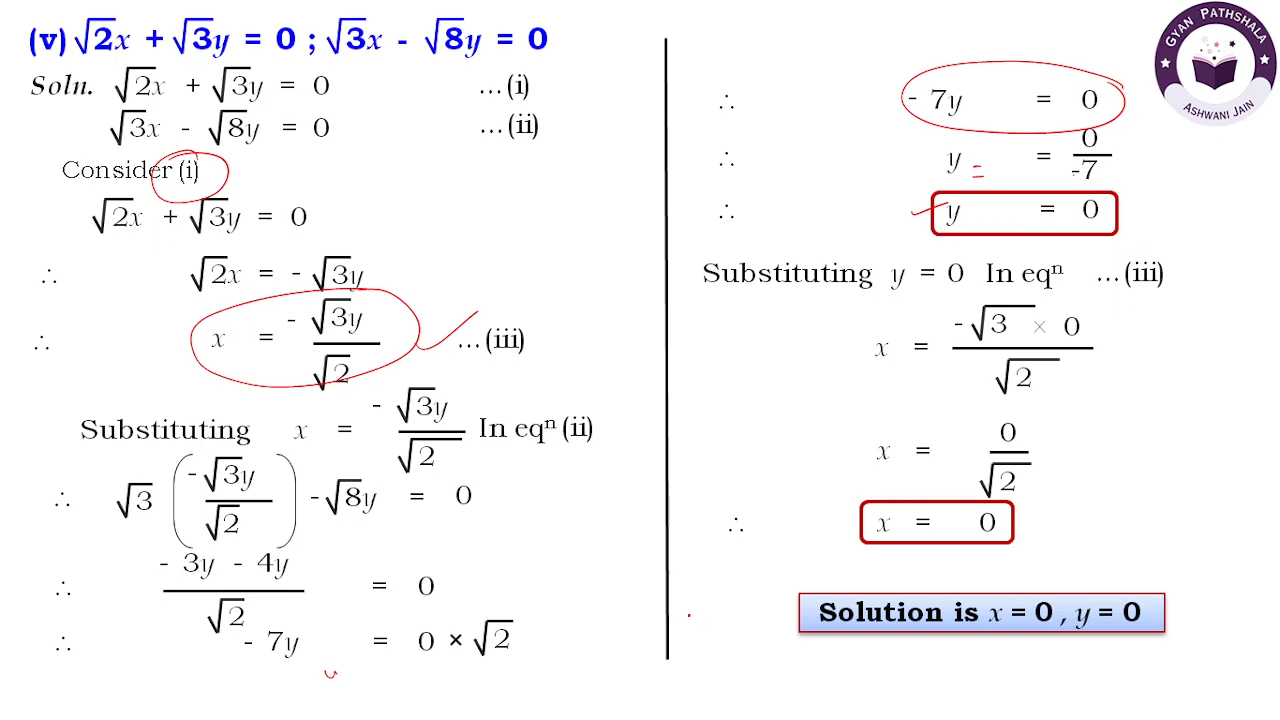 (v) √2x + √3y = 0 ; √3x - √8y = 0
Soln. √2x + √3y = 0 ...(i)
√3x - √8y = 0 ...(ii)
Consider (i)
√2x + √3y = 0
∴ √2x = - √3y
∴ x = - √3y / √2 ...(iii)
Substituting x = - √3y / √2 In eqⁿ (ii)
∴ √3 ( - √3y / √2 ) - √8y = 0
∴ - 3y - 4y / √2 = 0
∴ - 7y = 0 × √2
∴ - 7y = 0
∴ y = 0 / -7
∴ y = 0
Substituting y = 0 In eqⁿ ...(iii)
x = - √3 × 0 / √2
x = 0 / √2
∴ x = 0
Solution is x = 0 , y = 0
GYAN PATHSHALA
ASHWANI JAIN